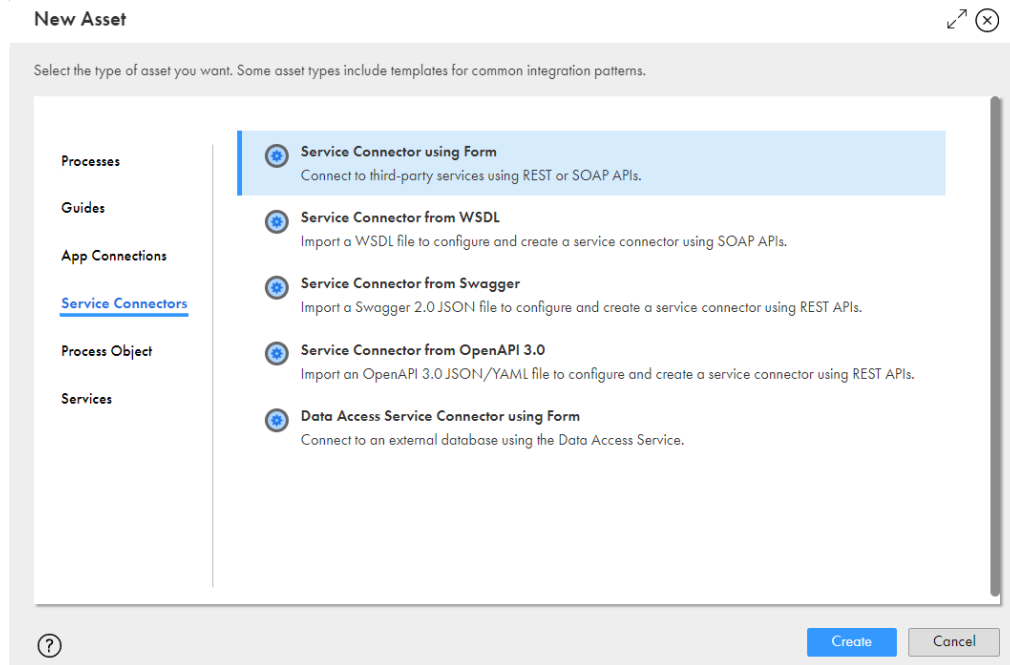 New Asset
Select the type of asset you want. Some asset types include templates for common integration patterns.
Processes
Guides
App Connections
Service Connectors
Process Object
Services
Service Connector using Form
Connect to third-party services using REST or SOAP APIs.
Service Connector from WSDL
Import a WSDL file to configure and create a service connector using SOAP APIs.
Service Connector from Swagger
Import a Swagger 2.0 JSON file to configure and create a service connector using REST APIs.
Service Connector from OpenAPI 3.0
Import an OpenAPI 3.0 JSON/YAML file to configure and create a service connector using REST APIs.
Data Access Service Connector using Form
Connect to an external database using the Data Access Service.
?
Create
Cancel